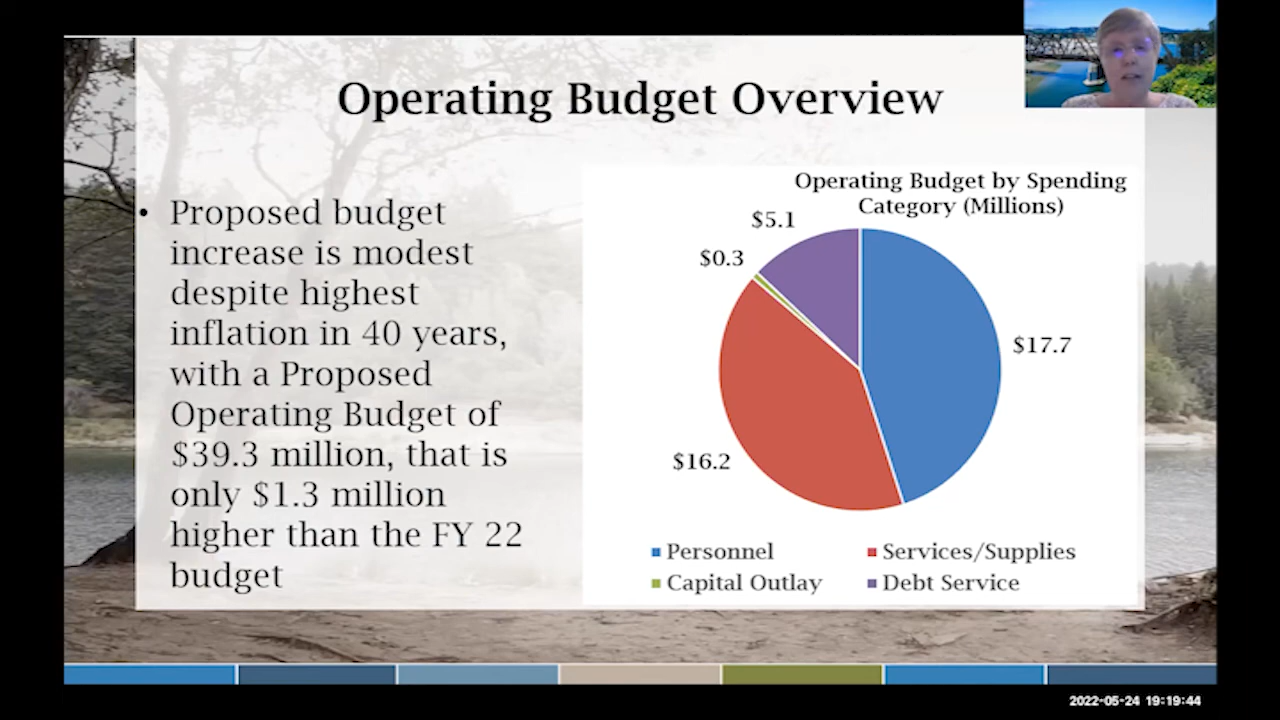 Operating Budget Overview
• Proposed budget
increase is modest
despite highest
inflation in 40 years,
with a Proposed
Operating Budget of
$39.3 million, that is
only $1.3 million
higher than the FY 22
budget
Operating Budget by Spending
Category (Millions)
$5.1
$0.3
$17.7
$16.2
Personnel
Services/Supplies
Capital Outlay
Debt Service
2022-05-24 19:19:44